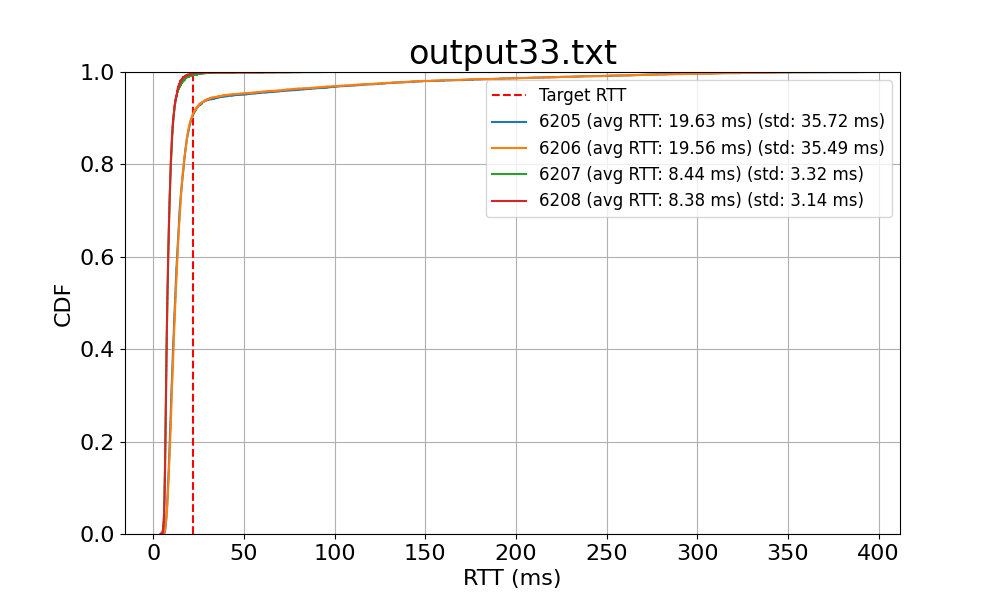 output33.txt
1.0
0.8
0.6
0.4
0.2
0.0
CDF
Target RTT
6205 (avg RTT: 19.63 ms) (std: 35.72 ms)
6206 (avg RTT: 19.56 ms) (std: 35.49 ms)
6207 (avg RTT: 8.44 ms) (std: 3.32 ms)
6208 (avg RTT: 8.38 ms) (std: 3.14 ms)
0 50 100 150 200 250 300 350 400
RTT (ms)